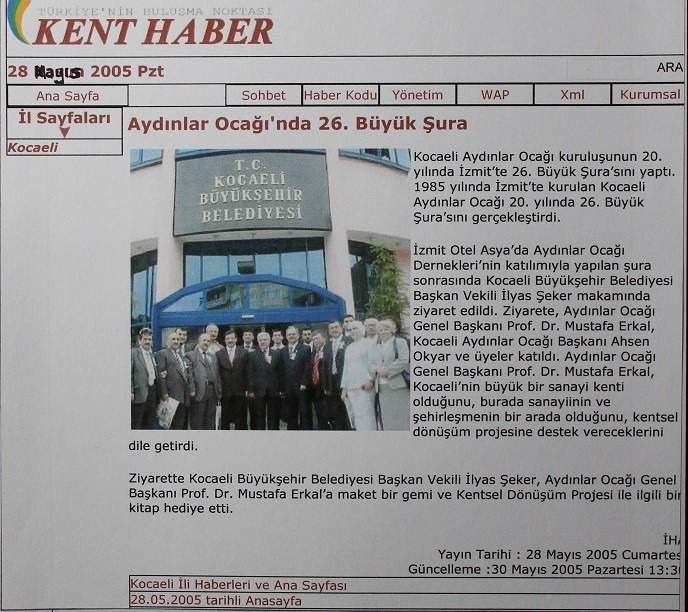 TÜRKİYE'NİN BULUŞMA NOKTASI
KENT HABER
28 Mayıs 2005 Pzt
ARA
Ana Sayfa
Sohbet
Haber Kodu
Yönetim
WAP
Xml
Kurumsal
İl Sayfaları
Kocaeli
Aydınlar Ocağı'nda 26. Büyük Şura
T.C.
KOCAELİ
BÜYÜKŞEHİR
BELEDİYESİ
Kocaeli Aydınlar Ocağı kuruluşunun 20.
yılında İzmit’te 26. Büyük Şura’sını yaptı.
1985 yılında İzmit’te kurulan Kocaeli
Aydınlar Ocağı 20. yılında 26. Büyük
Şura’sını gerçekleştirdi.
İzmit Otel Asya’da Aydınlar Ocağı
Dernekleri’nin katılımıyla yapılan şura
sonrasında Kocaeli Büyükşehir Belediyesi
Başkan Vekili İlyas Şeker makamında
ziyaret edildi. Ziyarete, Aydınlar Ocağı
Genel Başkanı Prof. Dr. Mustafa Erkal,
Kocaeli Aydınlar Ocağı Başkanı Ahsen
Okyar ve üyeler katıldı. Aydınlar Ocağı
Genel Başkanı Prof. Dr. Mustafa Erkal,
Kocaeli’nin büyük bir sanayi kenti
olduğunu, burada sanayiinin ve
şehirleşmenin bir arada olduğunu, kentsel
dönüşüm projesine destek vereceklerini
dile getirdi.
Ziyarette Kocaeli Büyükşehir Belediyesi Başkan Vekili İlyas Şeker, Aydınlar Ocağı Genel
Başkanı Prof. Dr. Mustafa Erkal’a maket bir gemi ve Kentsel Dönüşüm Projesi ile ilgili bir
kitap hediye etti.
İHA
Yayın Tarihi : 28 Mayıs 2005 Cumartes
Güncelleme :30 Mayıs 2005 Pazartesi 13:30
Kocaeli İli Haberleri ve Ana Sayfası
28.05.2005 tarihli Anasayfa